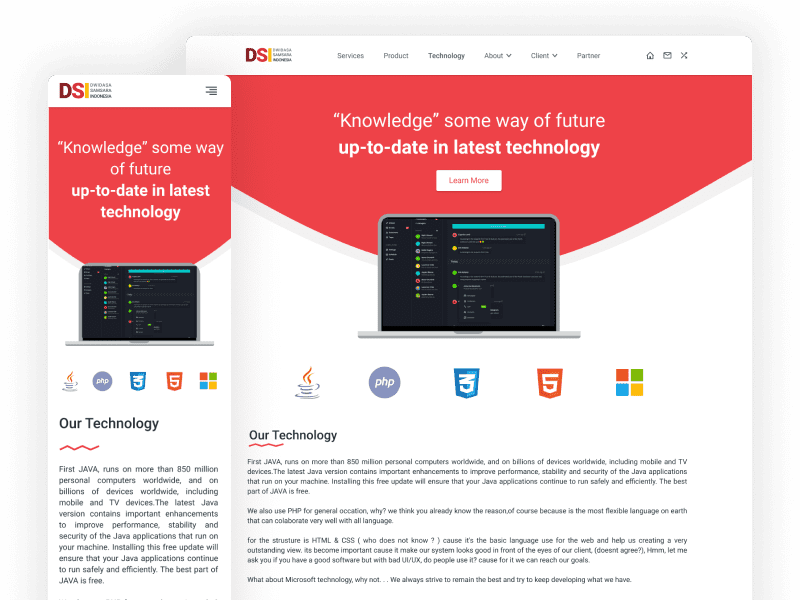 DSI DWIDASA
SAMSARA
INDONESIA
Services Product Technology About Client Partner
“Knowledge” some way of future
up-to-date in latest technology
Learn More
php
3
5
Our Technology
First JAVA, runs on more than 850 million personal computers worldwide, and on billions of devices worldwide, including mobile and TV
devices.The latest Java version contains important enhancements to improve performance, stability and security of the Java applications
that run on your machine. Installing this free update will ensure that your Java applications continue to run safely and efficiently. The best
part of JAVA is free.
We also use PHP for general occation, why? we think you already know the reason,of course because is the most flexible language on earth
that can colaborate very well with all language.
for the strusture is HTML & CSS ( who does not know ? ) cause it's the basic language use for the web and help us creating a very
outstanding view. its become important cause it make our system looks good in front of the eyes of our client, (doesnt agree?), Hmm, let me
ask you if you have a good software but with bad UI/UX, do people use it? cause for it we can reach our goals.
What about Microsoft technology, why not. . . We always strive to remain the best and try to keep developing what we have.
DSI DWIDASA
SAMSARA
INDONESIA
“Knowledge” some way
of future
up-to-date in latest
technology
php
3
5
Our Technology
First JAVA, runs on more than 850 million
personal computers worldwide, and on
billions of devices worldwide, including
mobile and TV devices.The latest Java
version contains important enhancements
to improve performance, stability and
security of the Java applications that run on
your machine. Installing this free update will
ensure that your Java applications continue
to run safely and efficiently. The best part of
JAVA is free.